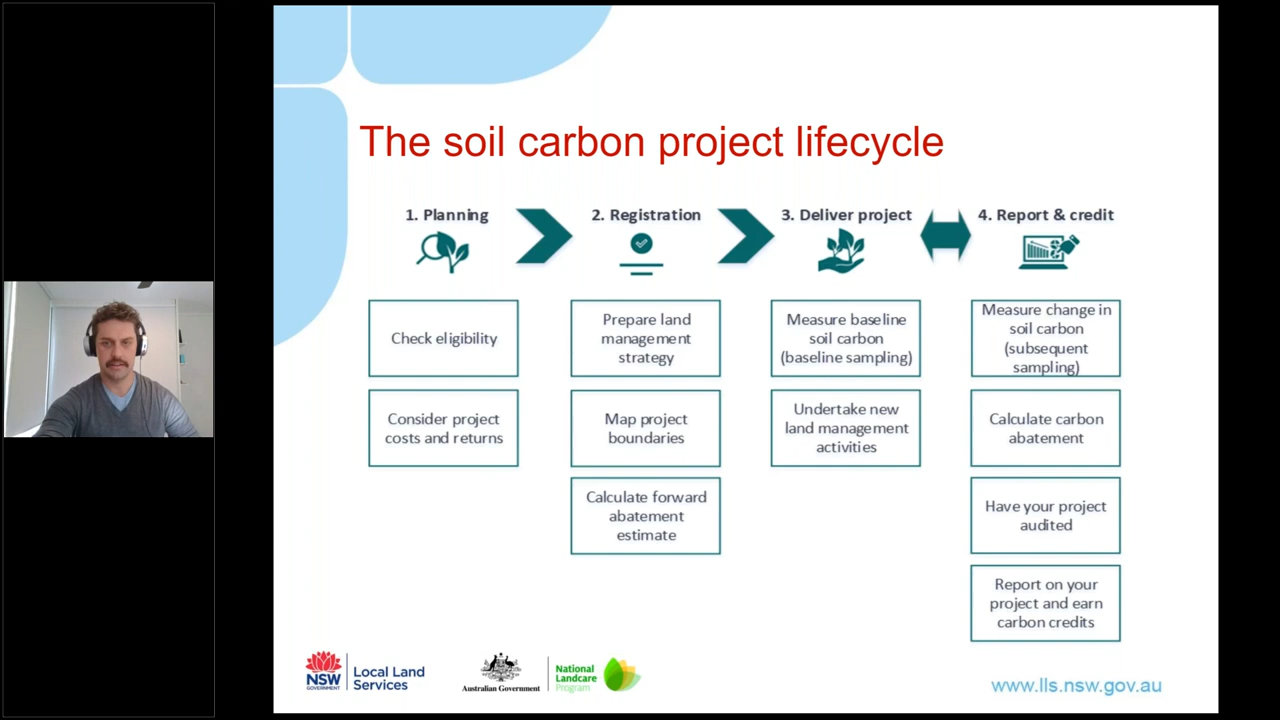 The soil carbon project lifecycle
1. Planning
2. Registration
3. Deliver project
4. Report & credit
Check eligibility
Consider project
costs and returns
Prepare land
management
strategy
Map project
boundaries
Calculate forward
abatement
estimate
Measure baseline
soil carbon
(baseline sampling)
Undertake new
land management
activities
Measure change in
soil carbon
(subsequent
sampling)
Calculate carbon
abatement
Have your project
audited
Report on your
project and earn
carbon credits
NSW
GOVERNMENT
Local Land
Services
Australian Government
National
Landcare
Program
www.lls.nsw.gov.au